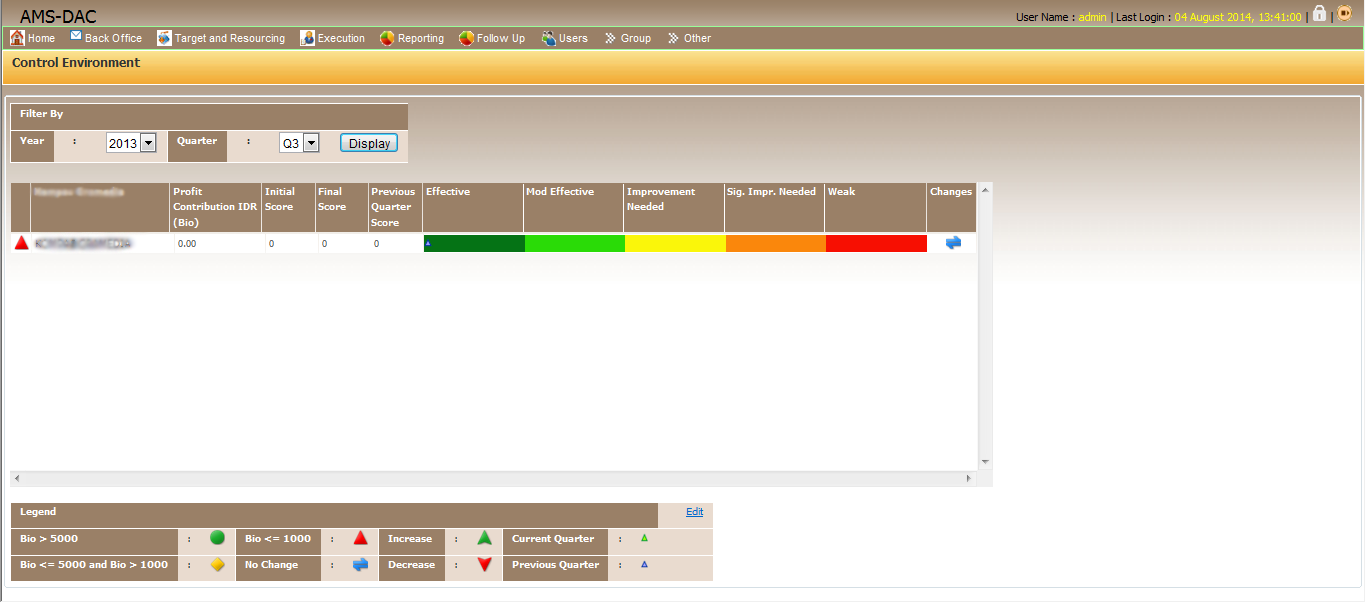 AMS-DAC
User Name : admin | Last Login : 04 August 2014, 13:41:00 | |
Home Back Office Target and Resourcing Execution Reporting Follow Up Users Group Other
Control Environment
Filter By
Year : 2013 Quarter : Q3 Display
Profit Contribution IDR (Bio) Initial Score Final Score Previous Quarter Score Effective Mod Effective Improvement Needed Sig. Impr. Needed Weak Changes
0.00 0 0 0
Legend Edit
Bio > 5000 : Bio <= 1000 : Increase : Current Quarter :
Bio <= 5000 and Bio > 1000 : No Change : Decrease : Previous Quarter :